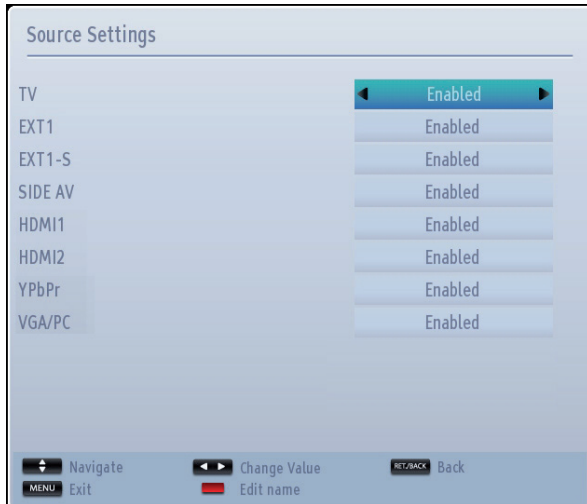 Source Settings
TV Enabled
EXT1 Enabled
EXT1-S Enabled
SIDE AV Enabled
HDMI1 Enabled
HDMI2 Enabled
YPbPr Enabled
VGA/PC Enabled
Navigate Change Value RET./BACK Back
MENU Exit Edit name